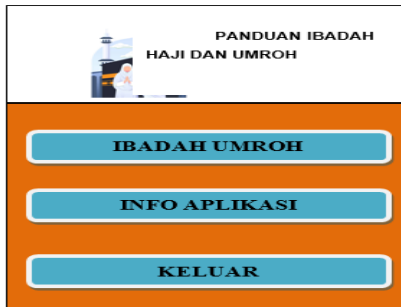 PANDUAN IBADAH
HAJI DAN UMROH
IBADAH UMROH
INFO APLIKASI
KELUAR